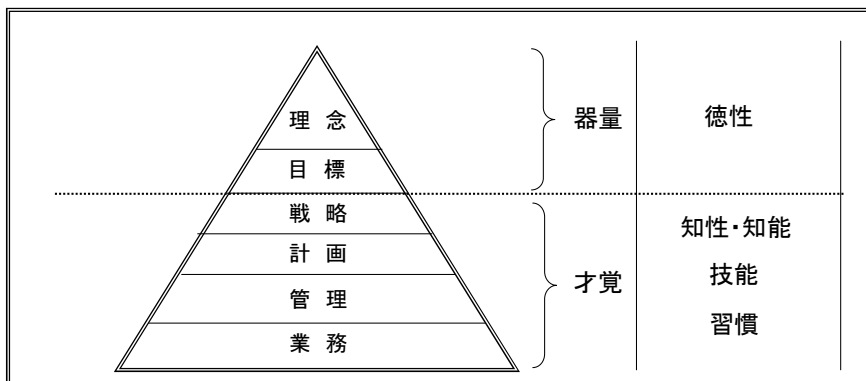 理 念
目 標
戦 略
計 画
管 理
業 務
器量
才覚
徳性
知性・知能
技能
習慣